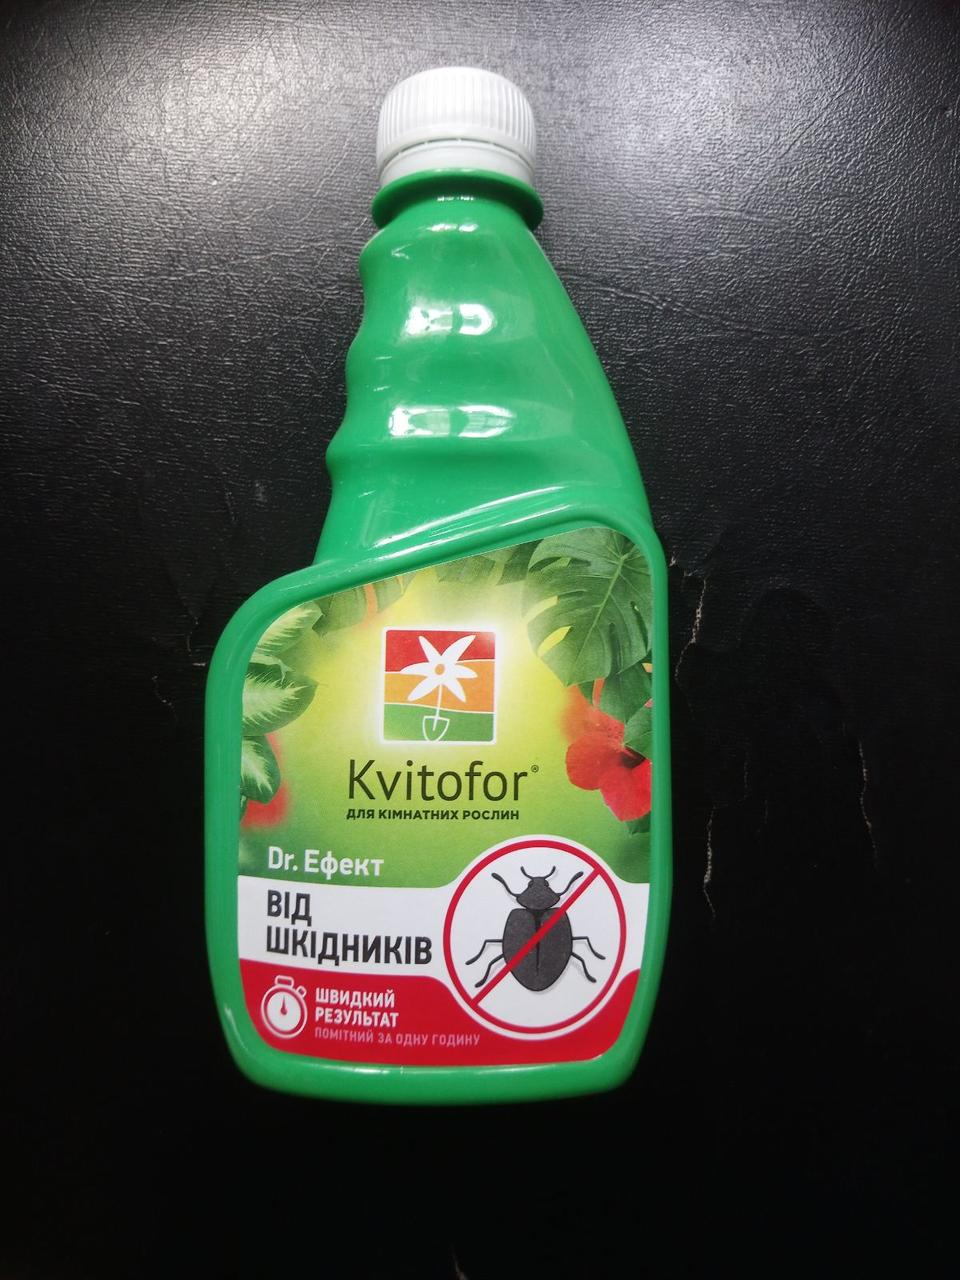 Kvitofor®
ДЛЯ КІМНАТНИХ РОСЛИН
Dr. Ефект
ВІД
ШКІДНИКІВ
ШВИДКИЙ
РЕЗУЛЬТАТ
ПОМІТНИЙ ЗА ОДНУ ГОДИНУ